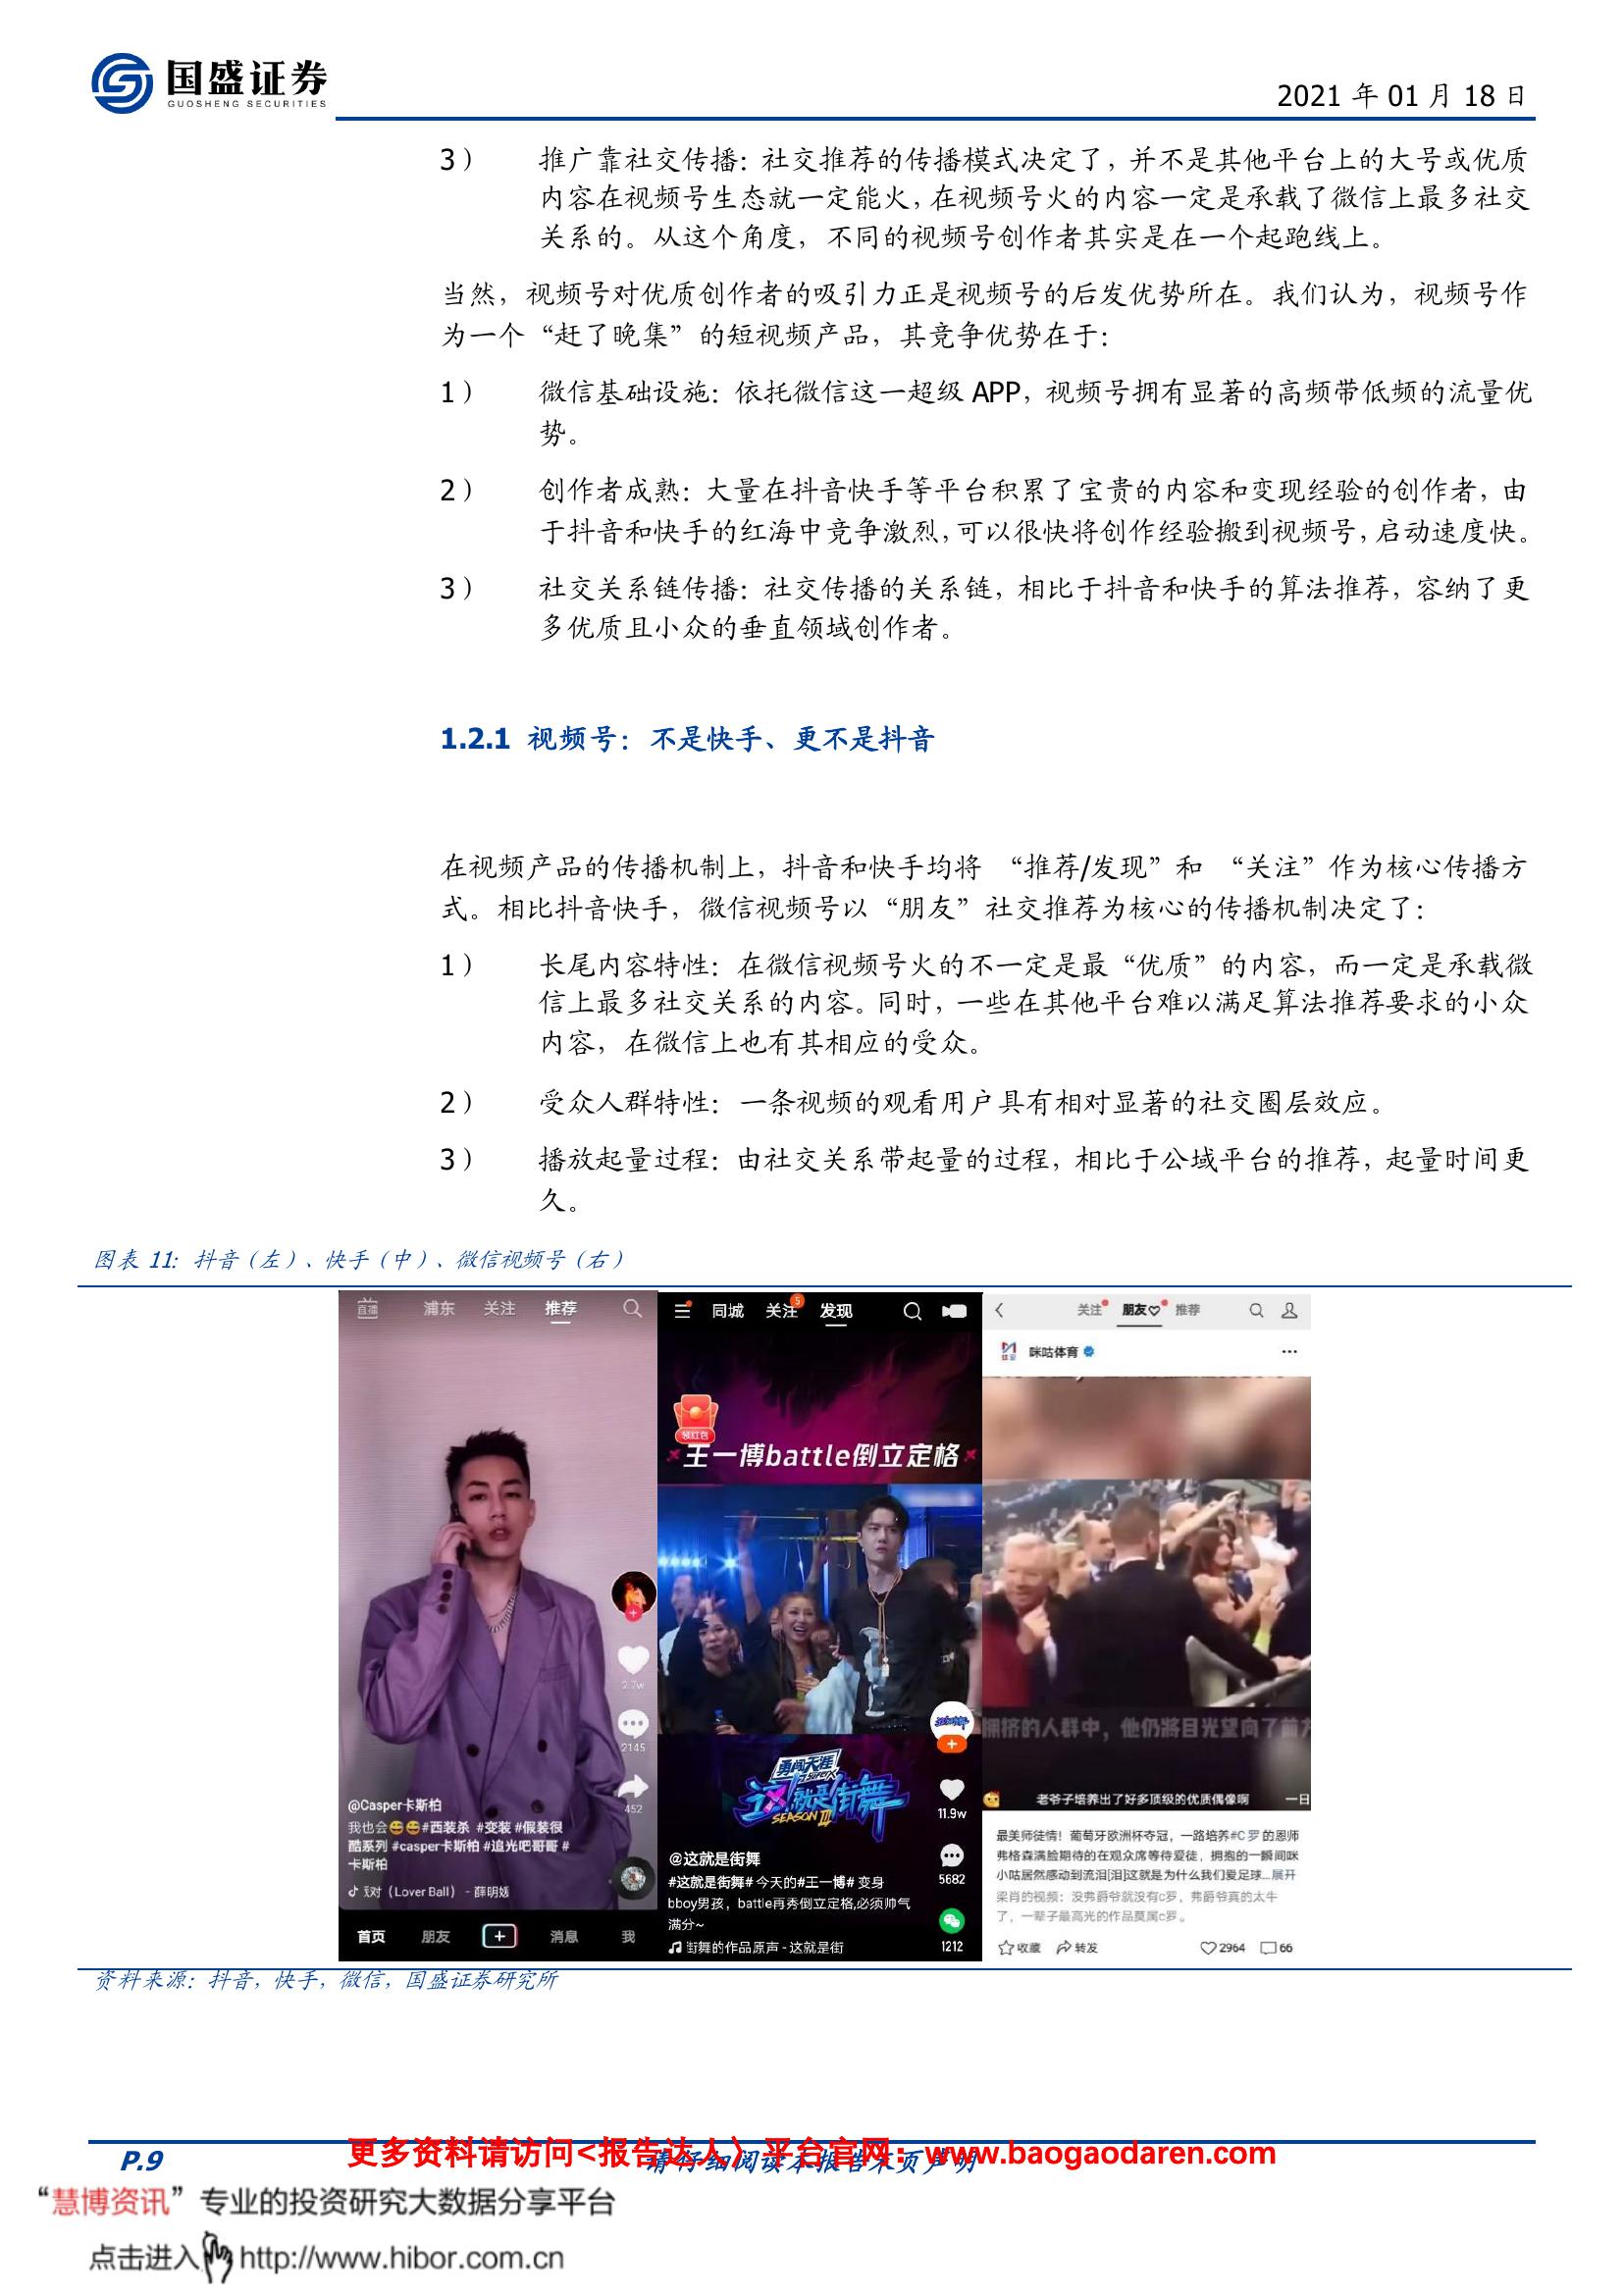 国盛证券
GUOSHENG SECURITIES
2021 年 01 月 18 日
3） 推广靠社交传播：社交推荐的传播模式决定了，并不是其他平台上的大号或优质
内容在视频号生态就一定能火，在视频号火的内容一定是承载了微信上最多社交
关系的。从这个角度，不同的视频号创作者其实是在一个起跑线上。
当然，视频号对优质创作者的吸引力正是视频号的后发优势所在。我们认为，视频号作
为一个“赶了晚集”的短视频产品，其竞争优势在于：
1） 微信基础设施：依托微信这一超级 APP，视频号拥有显著的高频带低频的流量优
势。
2） 创作者成熟：大量在抖音快手等平台积累了宝贵的内容和变现经验的创作者，由
于抖音和快手的红海中竞争激烈，可以很快将创作经验搬到视频号，启动速度快。
3） 社交关系链传播：社交传播的关系链，相比于抖音和快手的算法推荐，容纳了更
多优质且小众的垂直领域创作者。
1.2.1 视频号：不是快手、更不是抖音
在视频产品的传播机制上，抖音和快手均将 “推荐/发现”和 “关注”作为核心传播方
式。相比抖音快手，微信视频号以“朋友”社交推荐为核心的传播机制决定了：
1） 长尾内容特性：在微信视频号火的不一定是最“优质”的内容，而一定是承载微
信上最多社交关系的内容。同时，一些在其他平台难以满足算法推荐要求的小众
内容，在微信上也有其相应的受众。
2） 受众人群特性：一条视频的观看用户具有相对显著的社交圈层效应。
3） 播放起量过程：由社交关系带起量的过程，相比于公域平台的推荐，起量时间更
久。
图表 11：抖音（左）、快手（中）、微信视频号（右）
直播 浦东 关注 推荐
2.7w
2145
452
@Casper卡斯柏
我也会#西装杀 #变装 #假装很
酷系列 #casper卡斯柏 #追光吧哥哥 #
卡斯柏
对（Lover Ball） - 薛明媛
首页 朋友 + 消息 我
同城 关注 5 发现
领红包
王一博battle倒立定格
勇闯天涯
superX
这!就是街舞
SEASON III
11.9w
5682
1212
@这就是街舞
#这就是街舞# 今天的#王一博# 变身
bboy男孩，battle再秀倒立定格,必须帅气
满分~
街舞的作品原声 - 这就是街
关注 朋友 推荐
咪咕体育
拥挤的人群中，他仍将目光望向了前方
老爷子培养出了好多顶级的优质偶像啊 一日
最美师徒情！葡萄牙欧洲杯夺冠，一路培养#C 罗 的恩师
弗格森满脸期待的在观众席等待爱徒，拥抱的一瞬间咪
小咕居然感动到流泪[泪]这就是为什么我们爱足球...展开
梁肖的视频：没弗爵爷就没有c罗，弗爵爷真的太牛
了，一辈子最高光的作品莫属c罗。
收藏 转发 2964 66
资料来源：抖音，快手，微信，国盛证券研究所
P.9
请仔细阅读本报告末页声明
更多资料请访问<报告达人>平台官网：www.baogaodaren.com
“慧博资讯”专业的投资研究大数据分享平台
点击进入http://www.hibor.com.cn